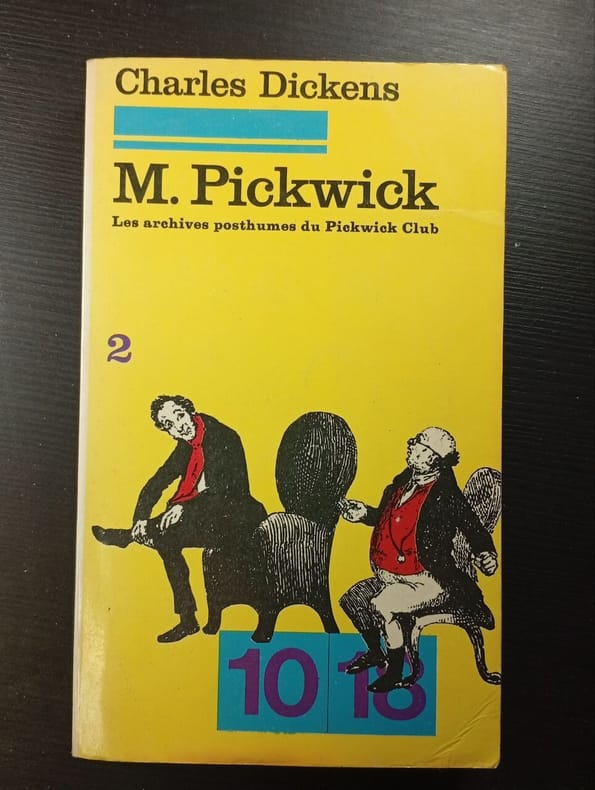 Charles Dickens
M. Pickwick
Les archives posthumes du Pickwick Club
2
10 18